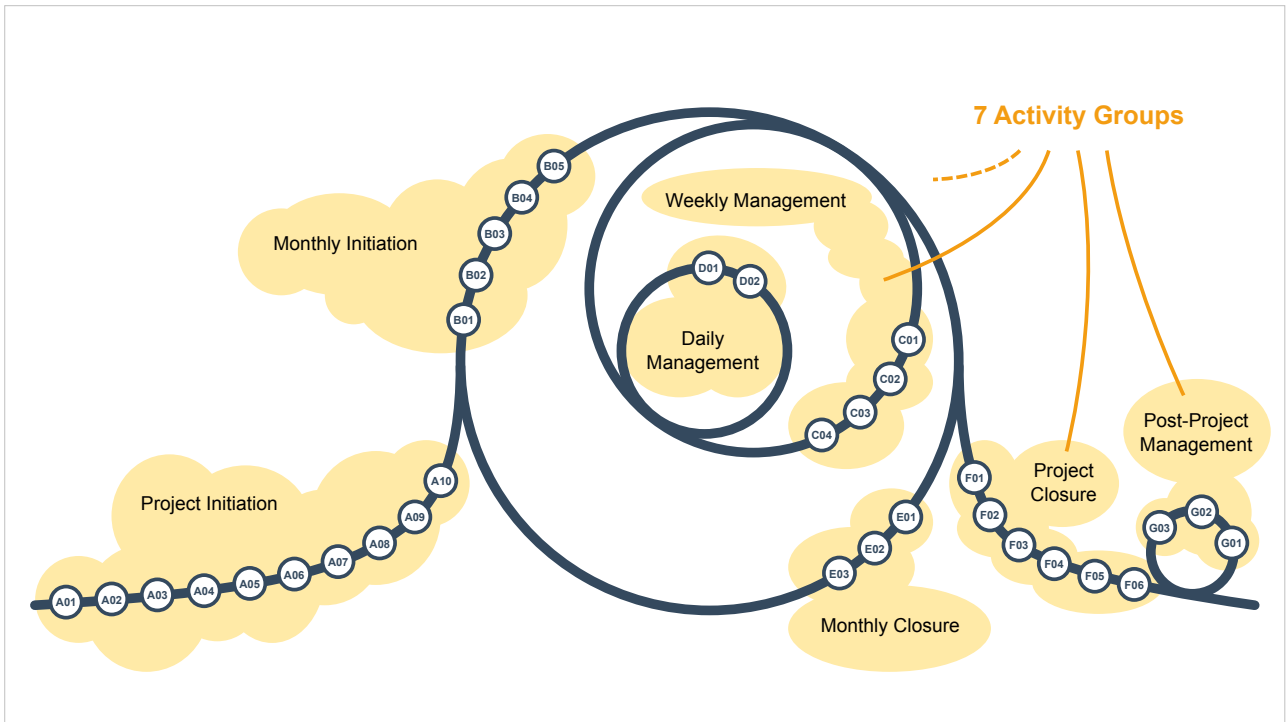 7 Activity Groups
Monthly Initiation
B01
B02
B03
B04
B05
Weekly Management
C01
C02
C03
C04
Daily
Management
D01
D02
Project Initiation
A01
A02
A03
A04
A05
A06
A07
A08
A09
A10
Monthly Closure
E01
E02
E03
Project
Closure
F01
F02
F03
F04
F05
F06
Post-Project
Management
G01
G02
G03